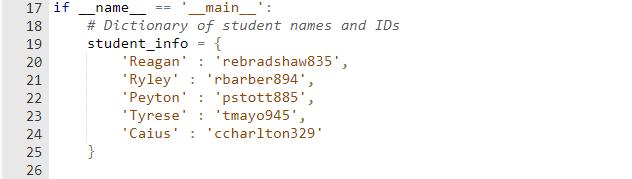 17 if __name__ == '__main__':
18 # Dictionary of student names and IDs
19 student_info = {
20 'Reagan' : 'rebradshaw835',
21 'Ryley' : 'rbarber894',
22 'Peyton' : 'pstott885',
23 'Tyrese' : 'tmayo945',
24 'Caius' : 'ccharlton329'
25 }
26